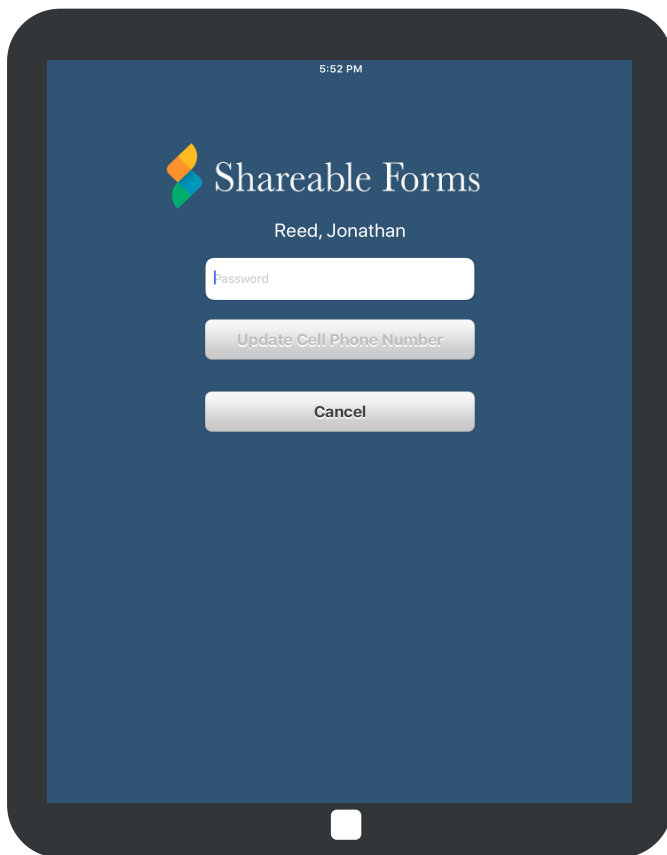 5:52 PM
Shareable Forms
Reed, Jonathan
Password
Update Cell Phone Number
Cancel